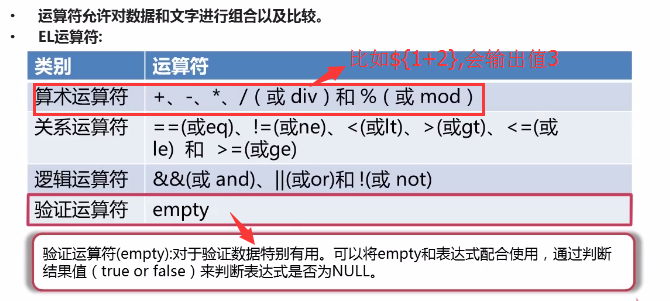 • 运算符允许对数据和文字进行组合以及比较。
• EL运算符:
比如${1+2},会输出值3
类别 运算符
算术运算符 +、-、*、/ ( 或 div ) 和 % ( 或 mod )
关系运算符 ==(或eq)、!=(或ne)、<(或lt)、>(或gt)、<=(或
le) 和 >=(或ge)
逻辑运算符 &&(或 and)、||(或or)和 !(或 not)
验证运算符 empty
验证运算符(empty):对于验证数据特别有用。可以将empty和表达式配合使用，通过判断
结果值 ( true or false ) 来判断表达式是否为NULL。